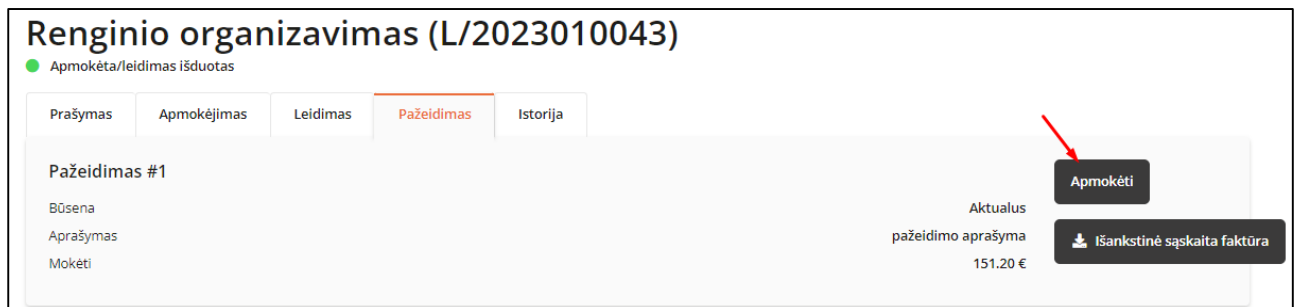 Renginio organizavimas (L/2023010043)
Apmokėta/leidimas išduotas
Prašymas Apmokėjimas Leidimas Pažeidimas Istorija
Pažeidimas #1
Apmokėti
Būsena Aktualus
Aprašymas pažeidimo aprašyma
Išankstinė sąskaita faktūra
Mokėti 151.20 €